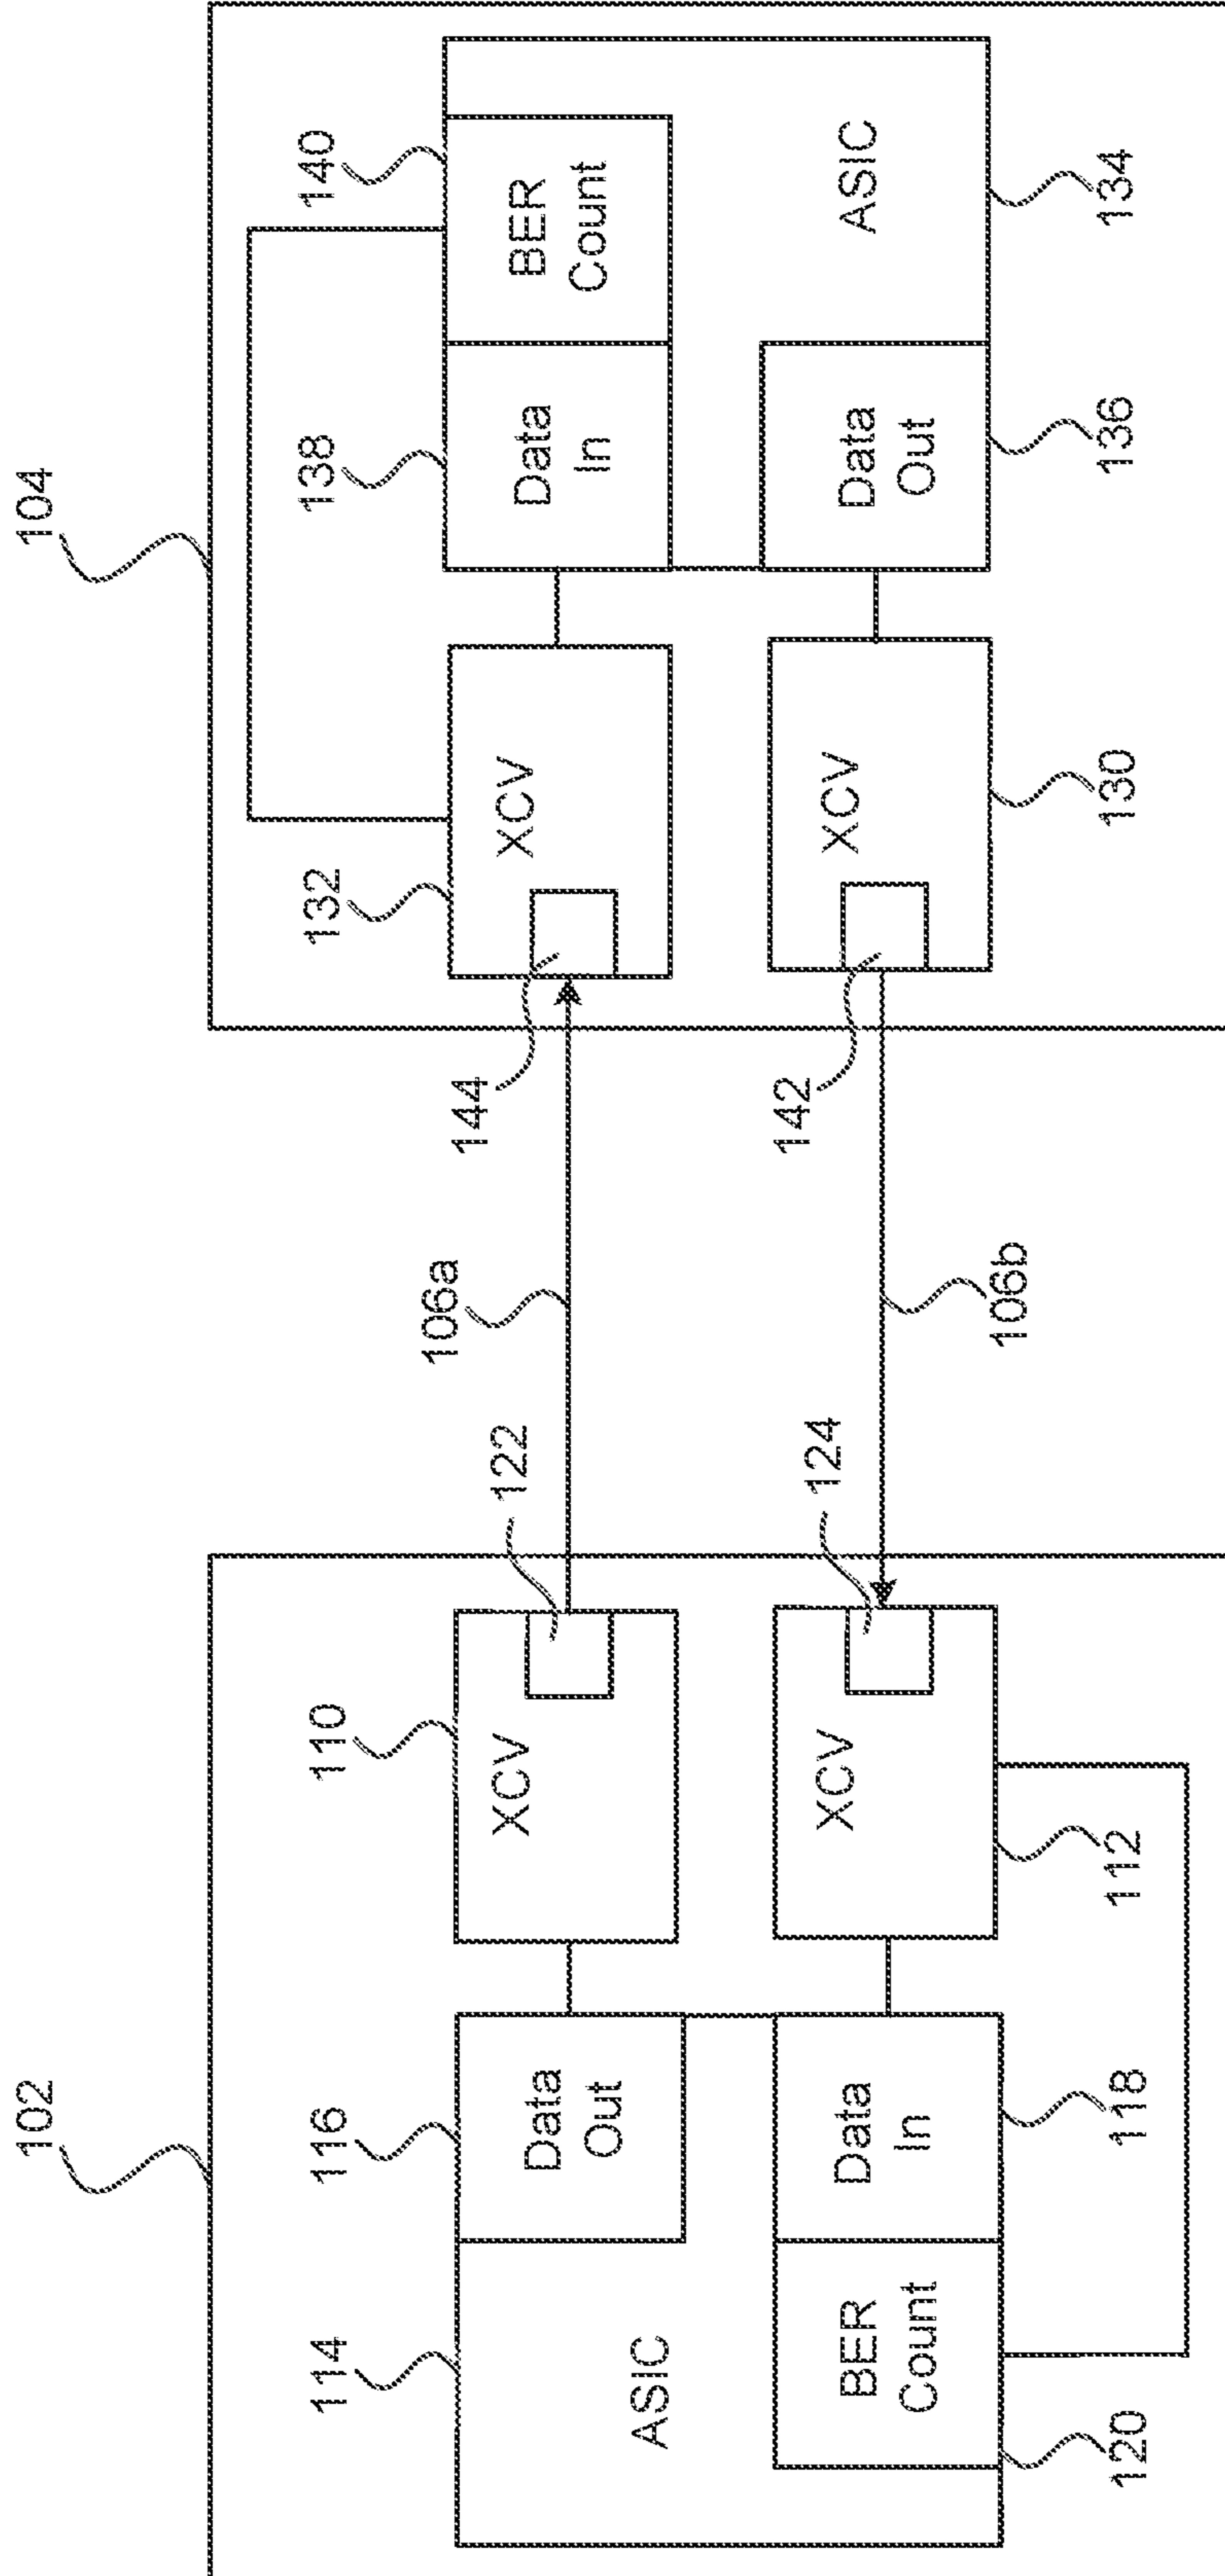 102
104
114
116
110
122
106a
144
132
138
140
ASIC
Data
Out
XCV
XCV
Data
In
BER
Count
BER
Count
Data
In
XCV
124
142
XCV
Data
Out
ASIC
120
118
112
106b
130
136
134